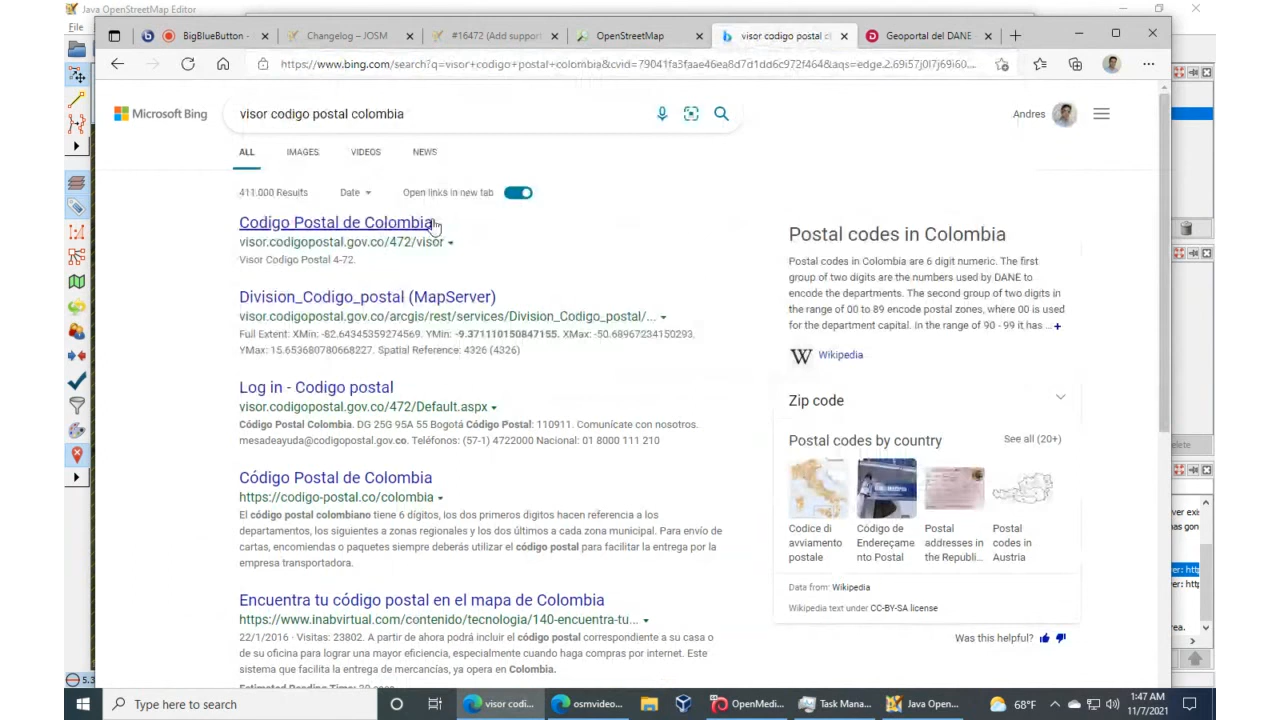 Java OpenStreetMap Editor
File
BigBlueButton -
Changelog – JOSM
#16472 (Add support
OpenStreetMap
visor codigo postal cl
Geoportal del DANE
https://www.bing.com/search?q=visor+codigo+postal+colombia&cvid=79041fa3faae46ea8d7d1dd6c972f464&aqs=edge.2.69i57j0l7j69i60....
Microsoft Bing
visor codigo postal colombia
Andres
ALL
IMAGES
VIDEOS
NEWS
411.000 Results
Date
Open links in new tab
Codigo Postal de Colombia
visor.codigopostal.gov.co/472/visor
Visor Codigo Postal 4-72.
Division_Codigo_postal (MapServer)
visor.codigopostal.gov.co/arcgis/rest/services/Division_Codigo_postal/...
Full Extent: XMin: -82.64345359274569. YMin: -9.371110150847155. XMax: -50.68967234150293.
YMax: 15.653680780668227. Spatial Reference: 4326 (4326)
Log in - Codigo postal
visor.codigopostal.gov.co/472/Default.aspx
Código Postal Colombia. DG 25G 95A 55 Bogotá Código Postal: 110911. Comunícate con nosotros.
mesadeayuda@codigopostal.gov.co. Teléfonos: (57-1) 4722000 Nacional: 01 8000 111 210
Código Postal de Colombia
https://codigo-postal.co/colombia
El código postal colombiano tiene 6 dígitos, los dos primeros digitos hacen referencia a los
departamentos, los siguientes a zonas regionales y los dos últimos a cada zona municipal. Para envío de
cartas, encomiendas o paquetes siempre deberás utilizar el código postal para facilitar la entrega por la
empresa transportadora.
Encuentra tu código postal en el mapa de Colombia
https://www.inabvirtual.com/contenido/tecnologia/140-encuentra-tu...
22/1/2016 · Visitas: 23802. A partir de ahora podrá incluir el código postal correspondiente a su casa o
de su oficina para lograr una mayor eficiencia, especialmente cuando haga compras por internet. Este
sistema que facilita la entrega de mercancías, ya opera en Colombia.
Postal codes in Colombia
Postal codes in Colombia are 6 digit numeric. The first
group of two digits are the numbers used by DANE to
encode the departments. The second group of two digits in
the range of 00 to 89 encode postal zones, 00 were used
for the department capital. In the range of 90 - 99 it has ... +
Wikipedia
Zip code
Postal codes by country
See all (20+)
Codice di
avviamento
postale
Código de
Endereçame
nto Postal
Postal
addresses in
the Republi...
Postal
codes in
Austria
Data from: Wikipedia
Wikipedia text under CC-BY-SA license
Was this helpful?
5.3
Type here to search
visor codi...
osmvideo...
OpenMedi...
Task Mana...
Java Open...
68°F
1:47 AM
11/7/2021